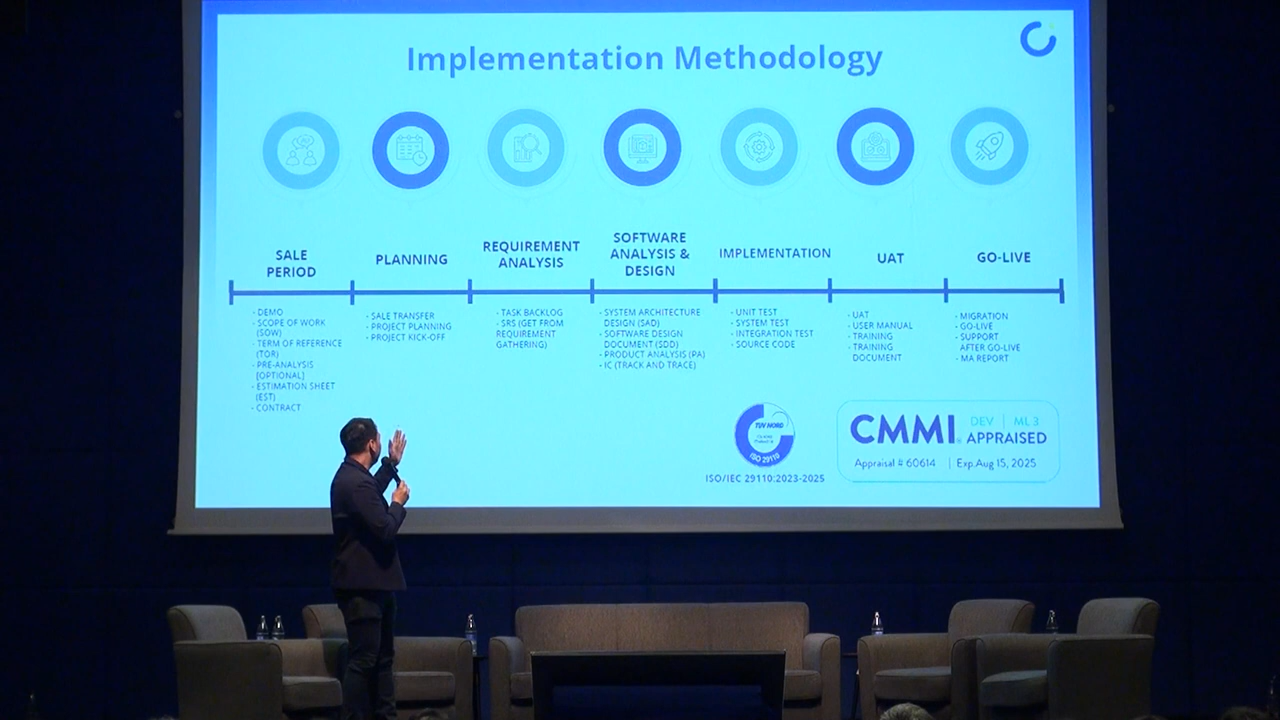 Implementation Methodology
SALE
PERIOD
- DEMO
- SCOPE OF WORK
(SOW)
- TERM OF REFERENCE
(TOR)
- PRE-ANALYSIS
[OPTIONAL]
- ESTIMATION SHEET
(EST)
- CONTRACT
PLANNING
- SALE TRANSFER
- PROJECT PLANNING
- PROJECT KICK-OFF
REQUIREMENT
ANALYSIS
- TASK BACKLOG
- SRS (GET FROM
REQUIREMENT
GATHERING)
SOFTWARE
ANALYSIS &
DESIGN
- SYSTEM ARCHITECTURE
DESIGN (SAD)
- SOFTWARE DESIGN
DOCUMENT (SDD)
- PRODUCT ANALYSIS (PA)
- IC (TRACK AND TRACE)
IMPLEMENTATION
- UNIT TEST
- SYSTEM TEST
- INTEGRATION TEST
- SOURCE CODE
UAT
- UAT
- USER MANUAL
- TRAINING
- TRAINING
DOCUMENT
GO-LIVE
- MIGRATION
- GO-LIVE
- SUPPORT
AFTER GO-LIVE
- MA REPORT
TUV NORD
ISO 29110
ISO/IEC 29110:2023-2025
CMMI DEV | ML 3
APPRAISED
Appraisal # 60614 | Exp.Aug 15, 2025